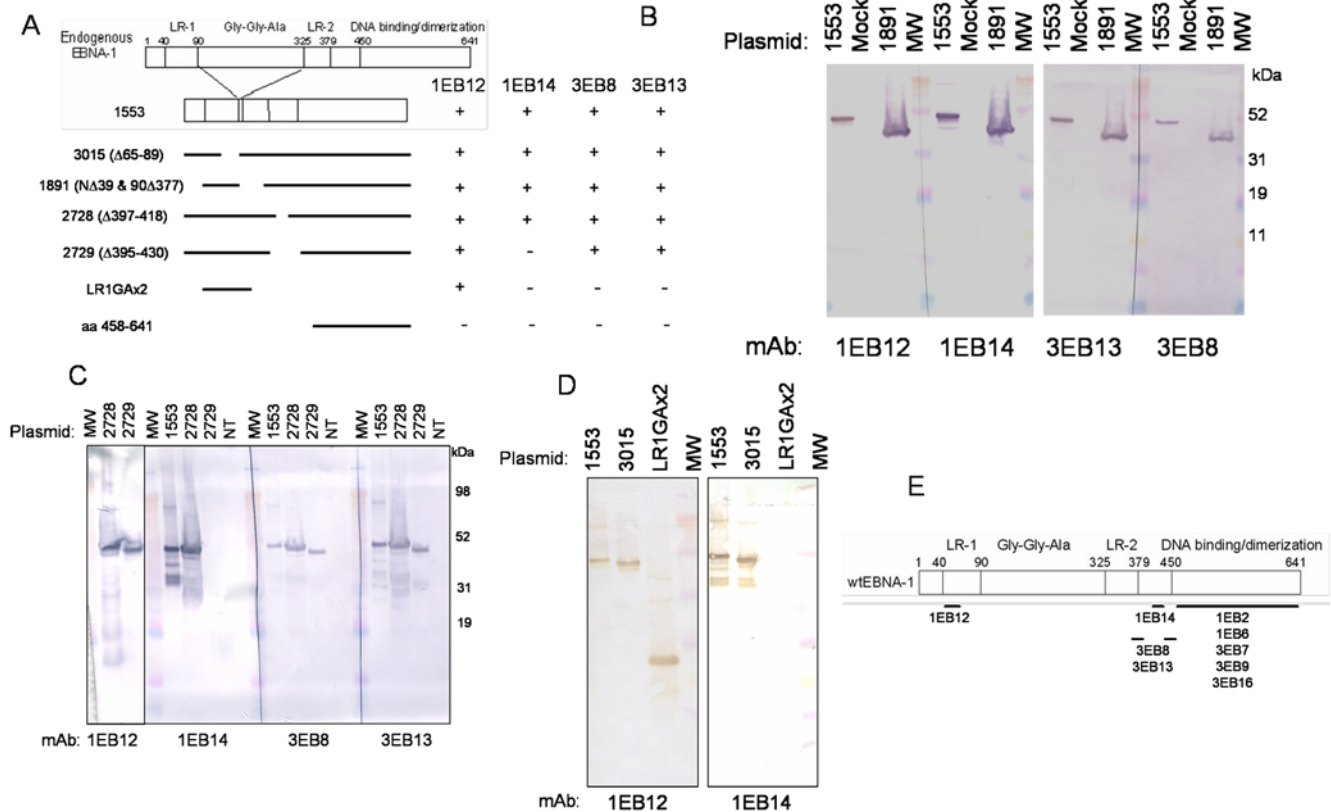 A
LR-1 Gly-Gly-Ala LR-2 DNA binding/dimerization
Endogenous EBNA-1
1 40 90 325 379 460 641
1EB12 1EB14 3EB8 3EB13
1553 + + + +
3015 (Δ65-89) + + + +
1891 (NΔ39 & 90Δ377) + + + +
2728 (Δ397-418) + + + +
2729 (Δ395-430) + - + +
LR1GAx2 + - - -
aa 458-641 - - - -
B
Plasmid: 1553 Mock 1891 MW 1553 Mock 1891 MW 1553 Mock 1891 MW 1553 Mock 1891 MW
kDa
52
31
19
11
mAb: 1EB12 1EB14 3EB13 3EB8
C
Plasmid: MW 2728 2729 MW 1553 2728 2729 NT MW 1553 2728 2729 NT MW 1553 2728 2729 NT
kDa
98
52
31
19
mAb: 1EB12 1EB14 3EB8 3EB13
D
Plasmid: 1553 3015 LR1GAx2 MW 1553 3015 LR1GAx2 MW
mAb: 1EB12 1EB14
E
LR-1 Gly-Gly-Ala LR-2 DNA binding/dimerization
1 40 90 325 379 450 641
wtEBNA-1
1EB12 1EB14 1EB2
1EB6
3EB8 3EB7
3EB13 3EB9
3EB16